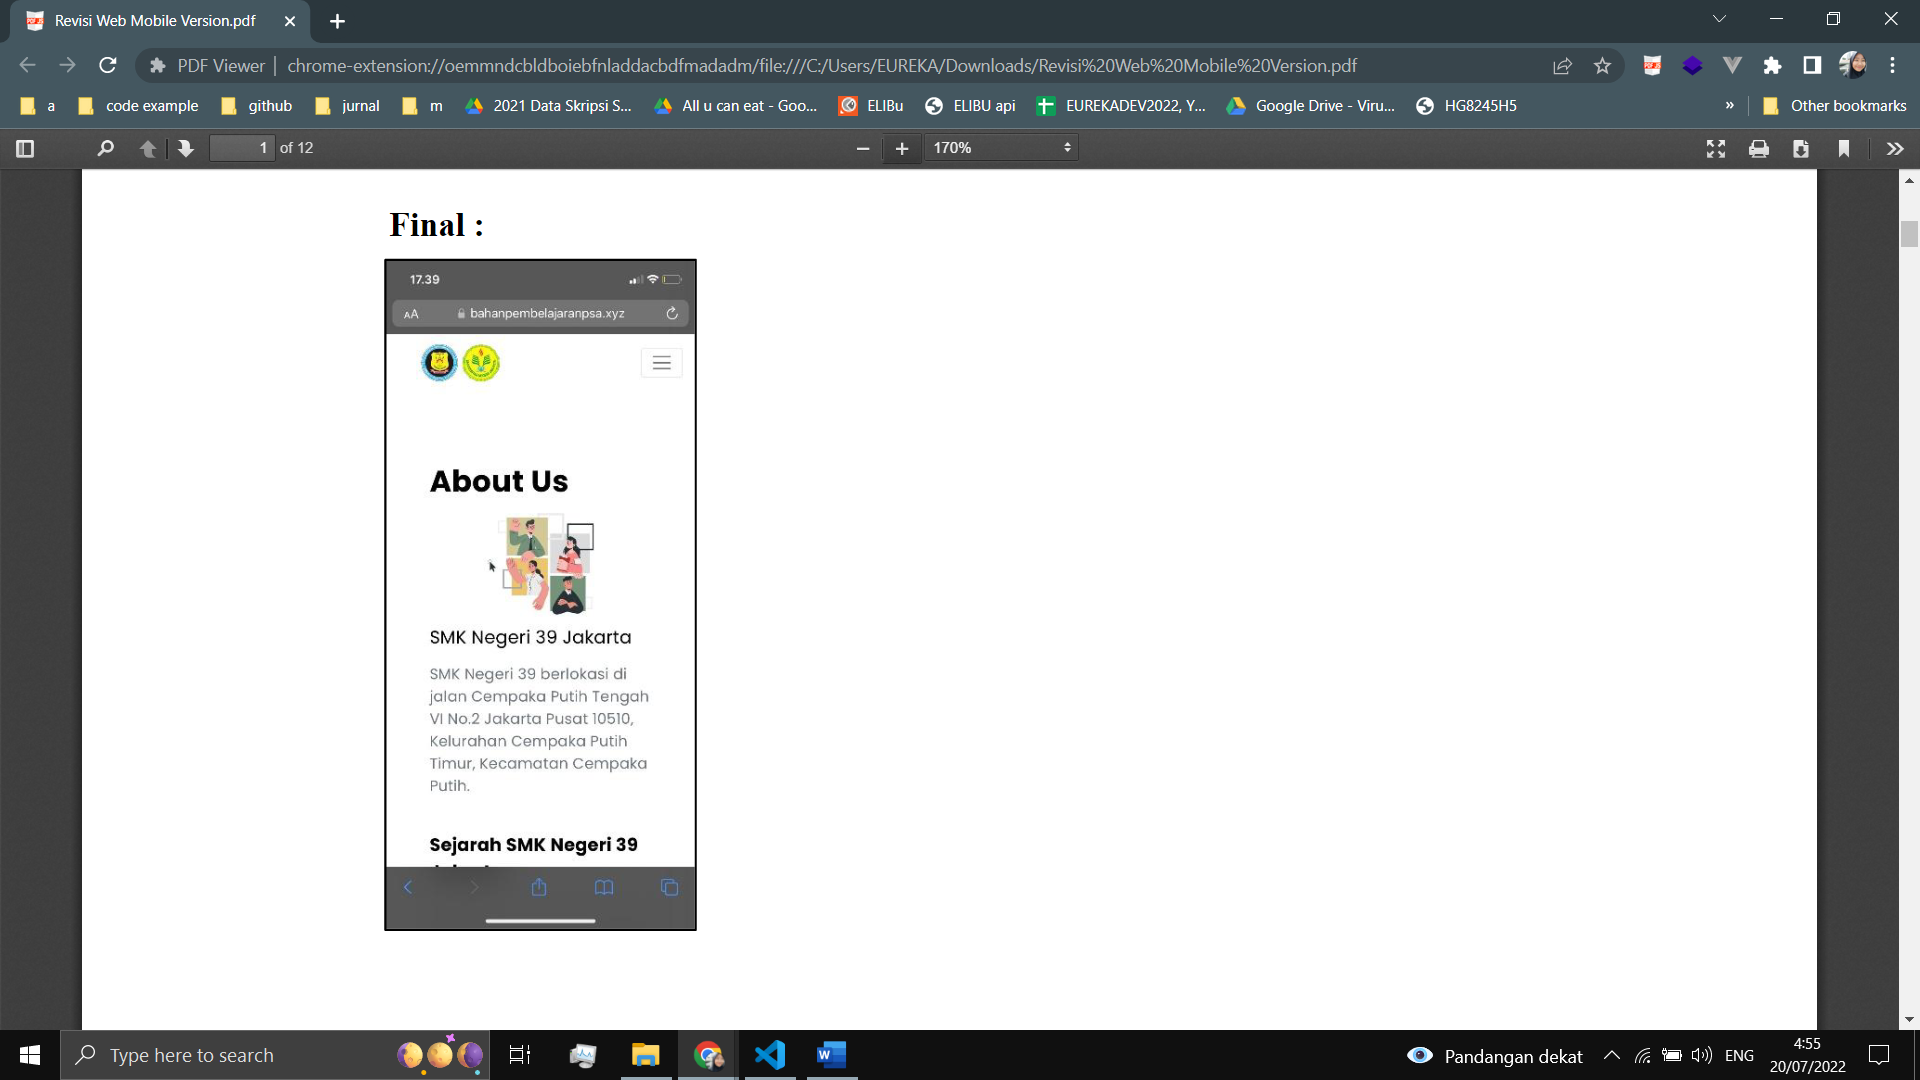 Revisi Web Mobile Version.pdf
PDF Viewer
chrome-extension://oemmndcbldboiebfnladdacbdfmadadm/file:///C:/Users/EUREKA/Downloads/Revisi%20Web%20Mobile%20Version.pdf
a code example github jurnal m 2021 Data Skripsi S... All u can eat - Goo... ELIBu ELIBU api EUREKADEV2022, Y... Google Drive - Viru... HG8245H5 » Other bookmarks
1 of 12 170%
Final :
17.39
AA bahanpembelajaranpsa.xyz
About Us
SMK Negeri 39 Jakarta
SMK Negeri 39 berlokasi di
jalan Cempaka Putih Tengah
VI No.2 Jakarta Pusat 10510,
Kelurahan Cempaka Putih
Timur, Kecamatan Cempaka
Putih.
Sejarah SMK Negeri 39
Type here to search
Pandangan dekat
ENG
4:55
20/07/2022